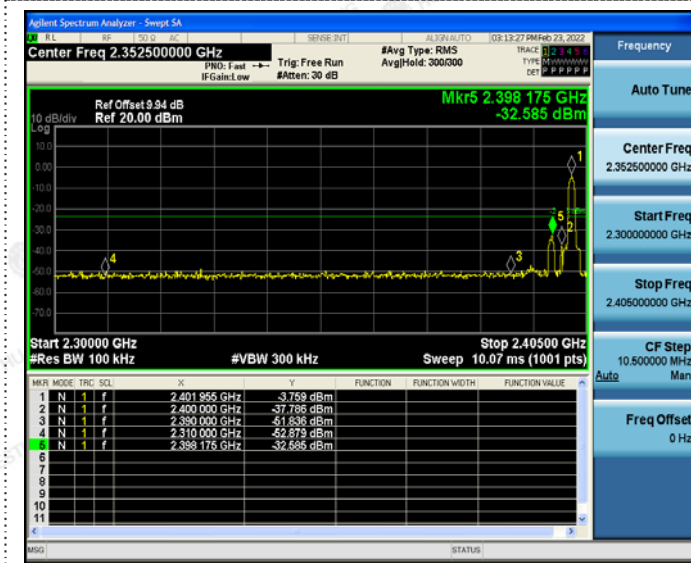 Agilent Spectrum Analyzer - Swept SA
RL RF 50 Ω AC SENSE:INT ALIGN AUTO 03:13:27 PM Feb 23, 2022
Center Freq 2.352500000 GHz
PNO: Fast
IFGain:Low
Trig: Free Run
#Atten: 30 dB
#Avg Type: RMS
Avg|Hold: 300/300
TRACE 1 2 3 4 5 6
TYPE M
DET P P P P P P
Mkr5 2.398 175 GHz
-32.585 dBm
Ref Offset 9.94 dB
10 dB/div Ref 20.00 dBm
Log
10.0
0.00
-10.0
-20.0
-30.0
-40.0
-50.0
-60.0
-70.0
1
5
2
3
4
Start 2.30000 GHz Stop 2.40500 GHz
#Res BW 100 kHz #VBW 300 kHz Sweep 10.07 ms (1001 pts)
MKR MODE TRC SCL X Y FUNCTION FUNCTION WIDTH FUNCTION VALUE
1 N 1 f 2.401 955 GHz -3.759 dBm
2 N 1 f 2.400 000 GHz -37.786 dBm
3 N 1 f 2.390 000 GHz -51.836 dBm
4 N 1 f 2.310 000 GHz -52.879 dBm
5 N 1 f 2.398 175 GHz -32.585 dBm
6
7
8
9
10
11
MSG STATUS
Frequency
Auto Tune
Center Freq
2.352500000 GHz
Start Freq
2.300000000 GHz
Stop Freq
2.405000000 GHz
CF Step
10.500000 MHz
Auto Man
Freq Offset
0 Hz